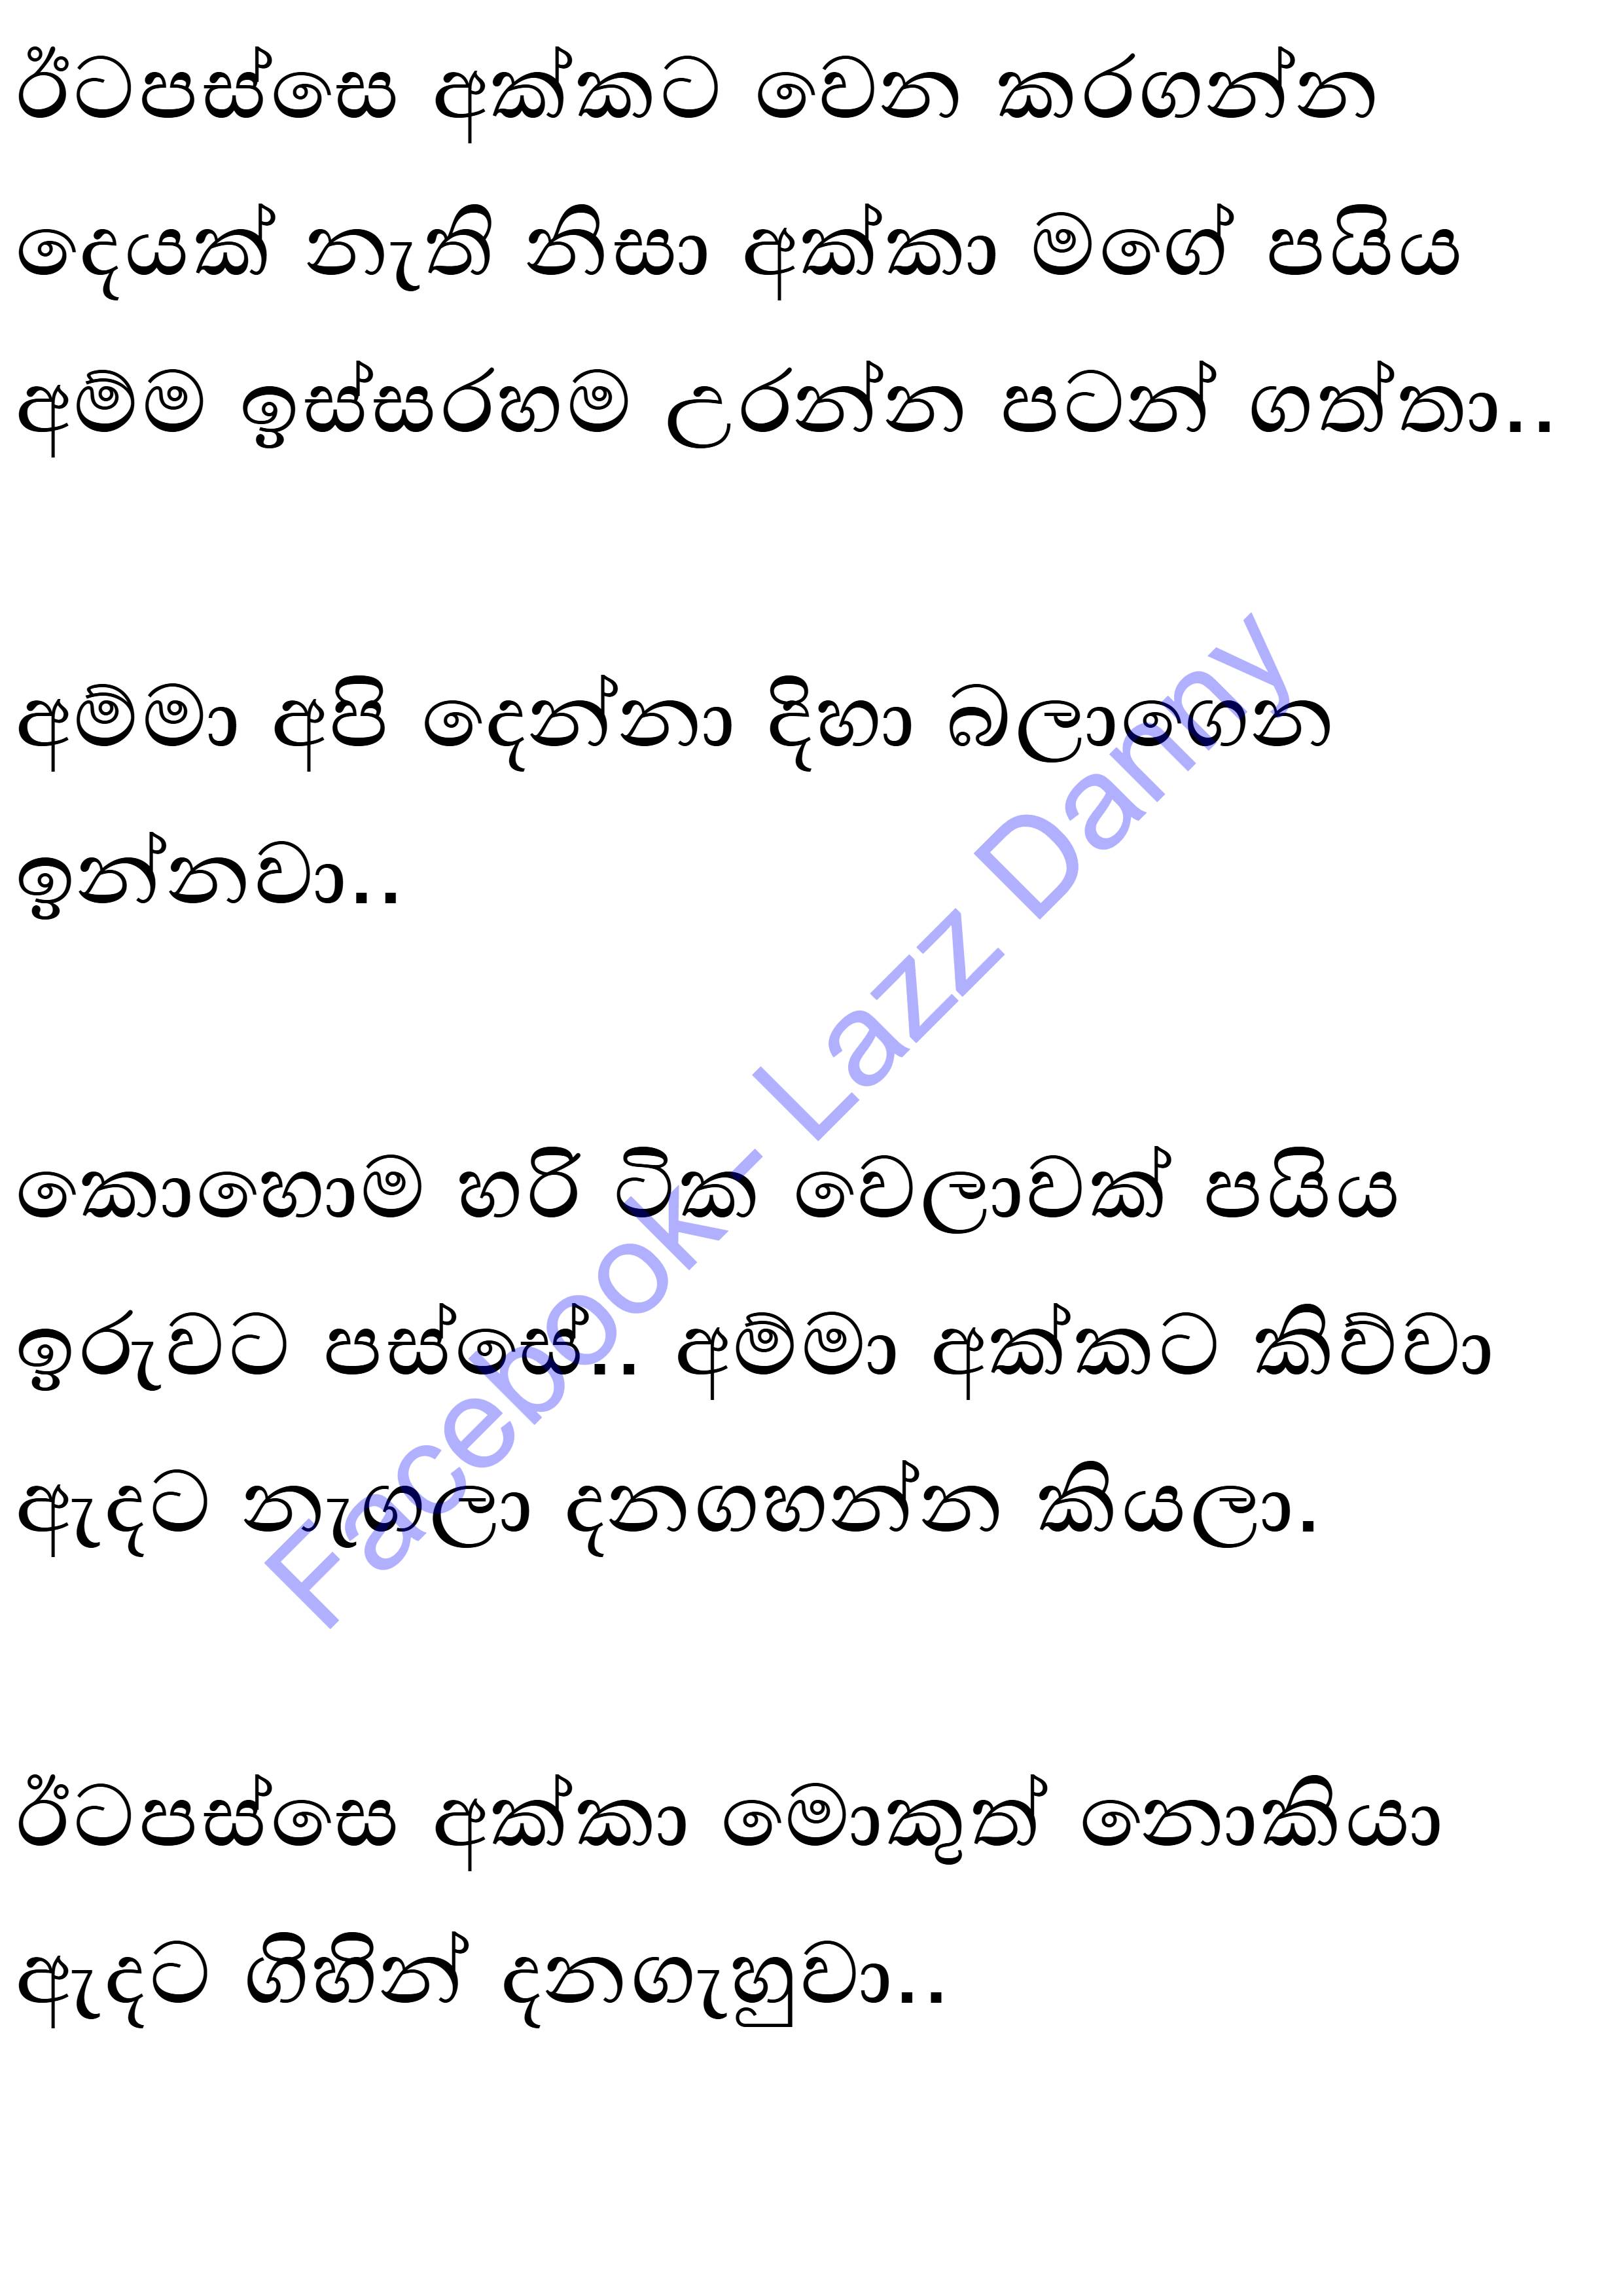 ඊටපස්සෙ අක්කට වෙන කරගන්න
දෙයක් නැති නිසා අක්කා මගේ පයිය
අම්ම ඉස්සරහම උරන්න පටන් ගත්තා..
අම්මා අපි දෙන්නා දිහා බලාගෙන
ඉන්නවා..
කොහොම හරි ටික වෙලාවක් පයිය
ඉරුවට පස්සේ.. අම්මා අක්කට කිව්වා
ඇදට නැගලා දනගහන්න කියලා.
ඊටපස්සෙ අක්කා මොකුත් නොකියා
ඇදට ගිහින් දනගැහුවා..
Facebook- Lazz Danny